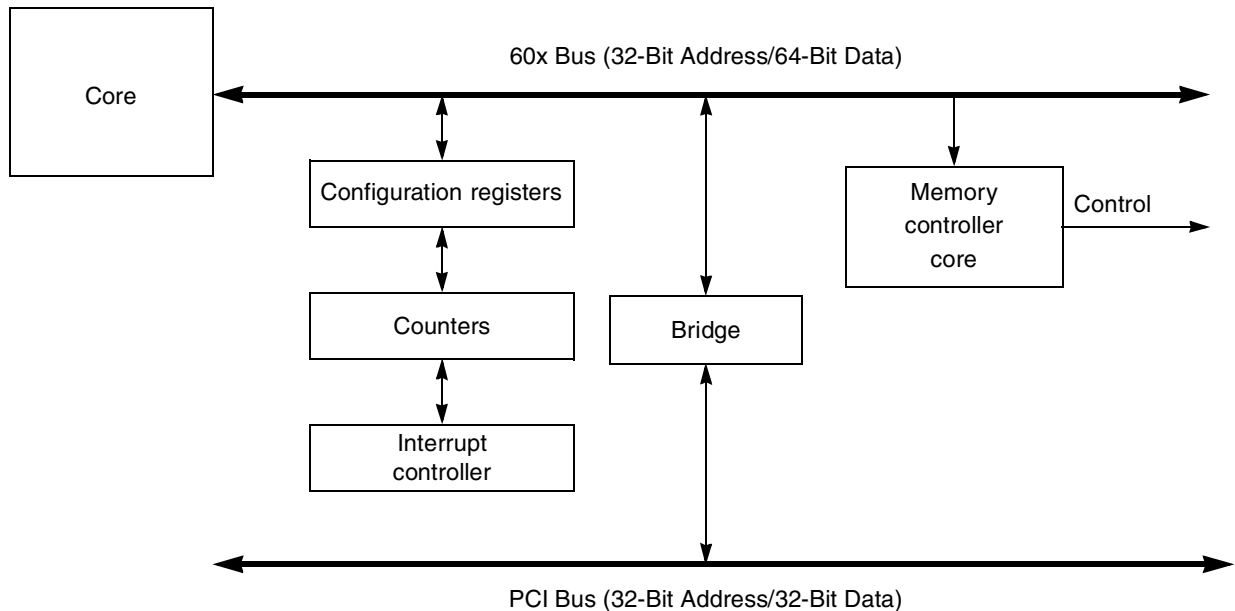 60x Bus (32-Bit Address/64-Bit Data)
Core
Configuration registers
Memory
controller
core
Control
Counters
Bridge
Interrupt
controller
PCI Bus (32-Bit Address/32-Bit Data)